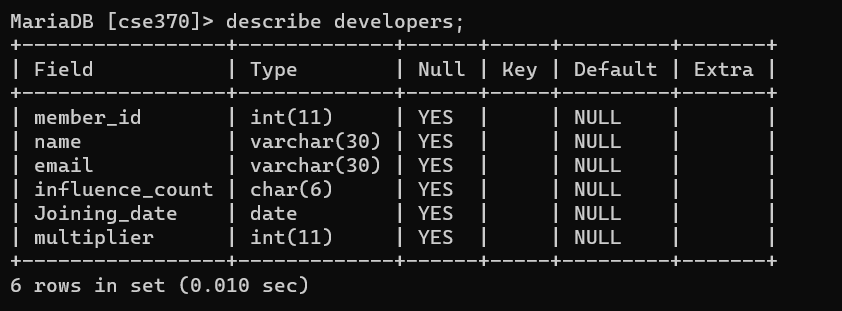 MariaDB [cse370]> describe developers;
+-----------------+-------------+------+-----+---------+-------+
| Field           | Type        | Null | Key | Default | Extra |
+-----------------+-------------+------+-----+---------+-------+
| member_id       | int(11)     | YES  |     | NULL    |       |
| name            | varchar(30) | YES  |     | NULL    |       |
| email           | varchar(30) | YES  |     | NULL    |       |
| influence_count | char(6)     | YES  |     | NULL    |       |
| Joining_date    | date        | YES  |     | NULL    |       |
| multiplier      | int(11)     | YES  |     | NULL    |       |
+-----------------+-------------+------+-----+---------+-------+
6 rows in set (0.010 sec)